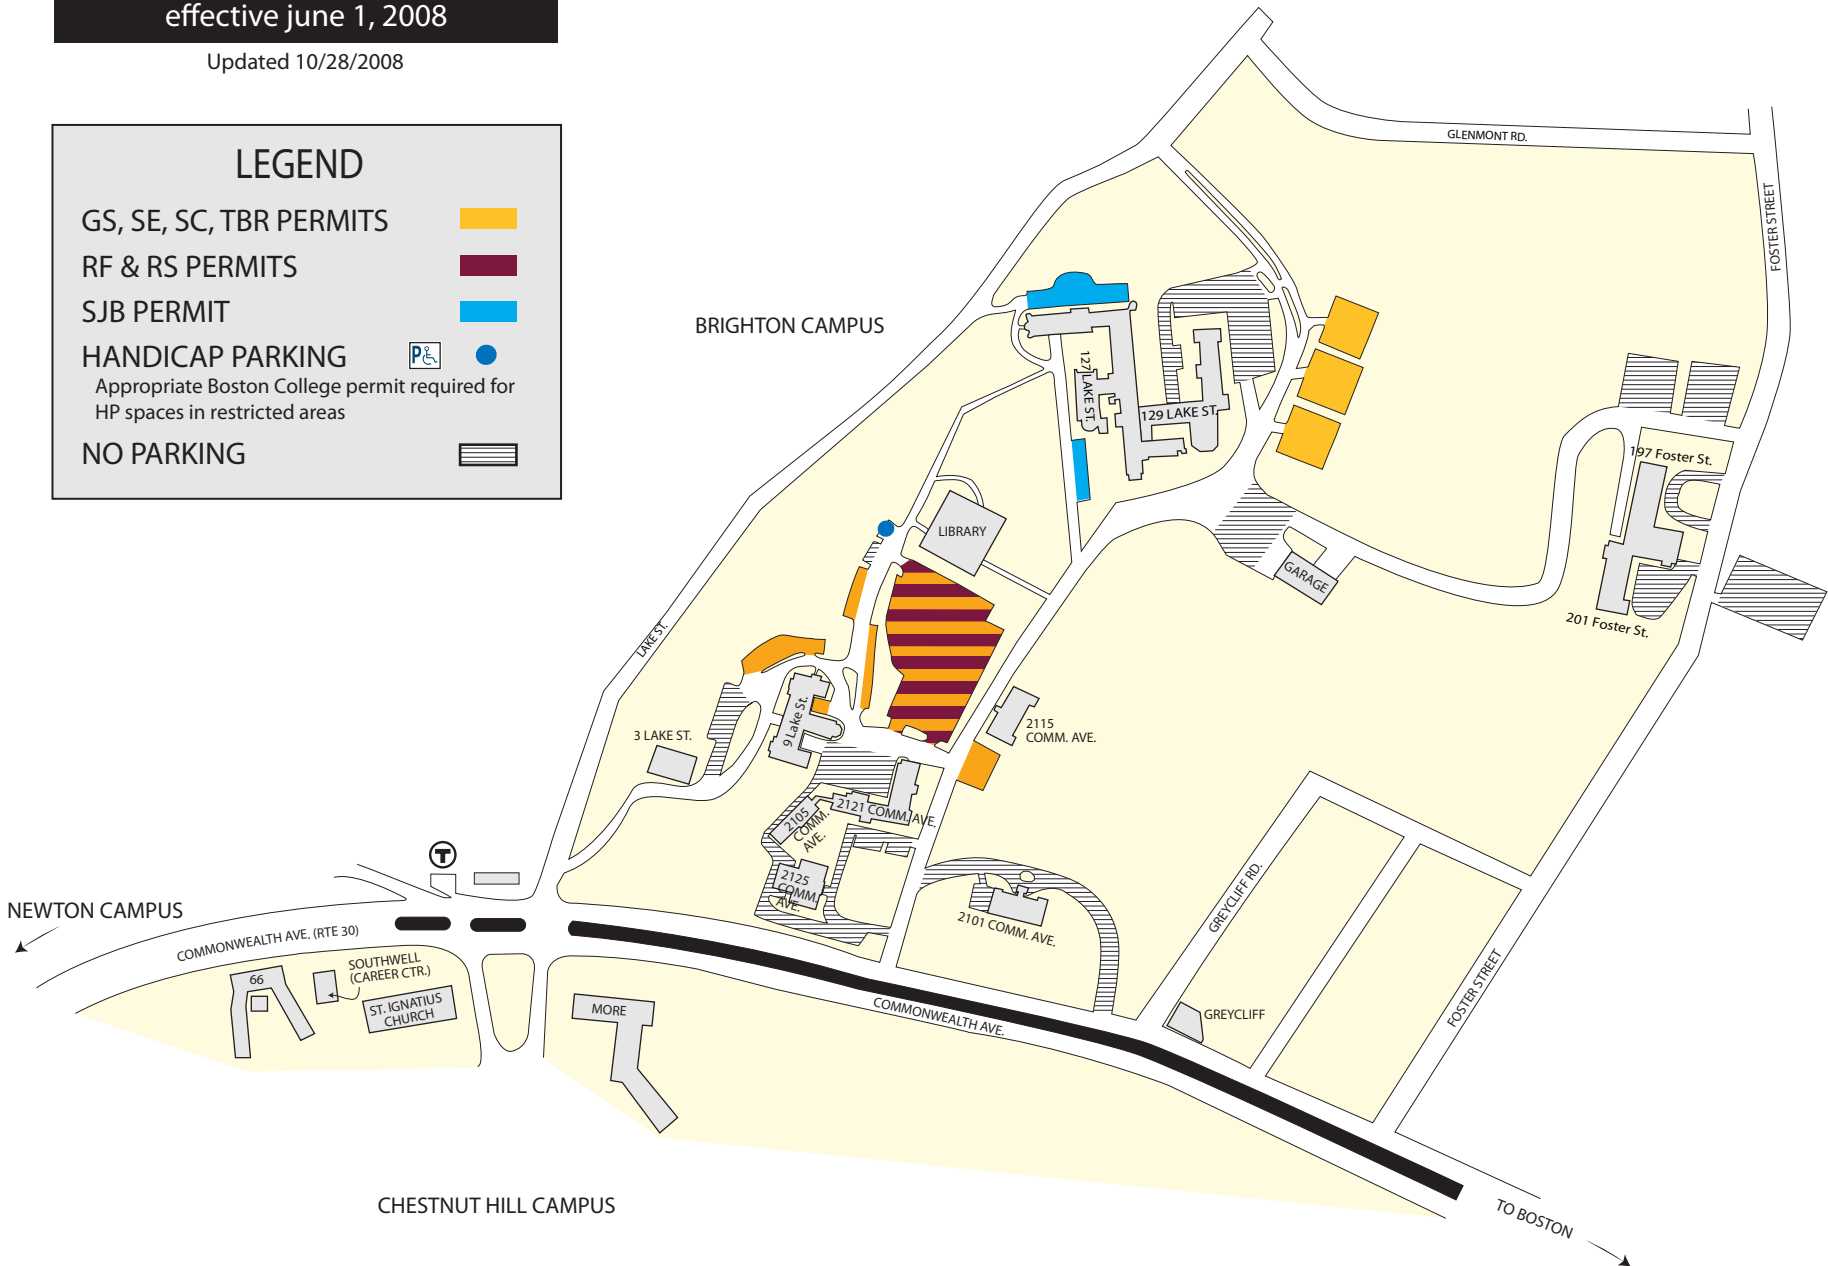 effective june 1, 2008
Updated 10/28/2008
LEGEND
GS, SE, SC, TBR PERMITS
RF & RS PERMITS
SJB PERMIT
HANDICAP PARKING P
Appropriate Boston College permit required for
HP spaces in restricted areas
NO PARKING
GLENMONT RD.
FOSTER STREET
BRIGHTON CAMPUS
127 LAKE ST.
129 LAKE ST.
197 Foster St.
LIBRARY
GARAGE
201 Foster St.
LAKE ST.
9 Lake St.
3 LAKE ST.
2115
COMM. AVE.
2121 COMM. AVE.
2105
COMM.
AVE.
2125
COMM.
AVE.
2101 COMM. AVE.
GREYCLIFF RD.
T
NEWTON CAMPUS
COMMONWEALTH AVE. (RTE 30)
66
SOUTHWELL
(CAREER CTR.)
ST. IGNATIUS
CHURCH
MORE
COMMONWEALTH AVE.
GREYCLIFF
FOSTER STREET
CHESTNUT HILL CAMPUS
TO BOSTON